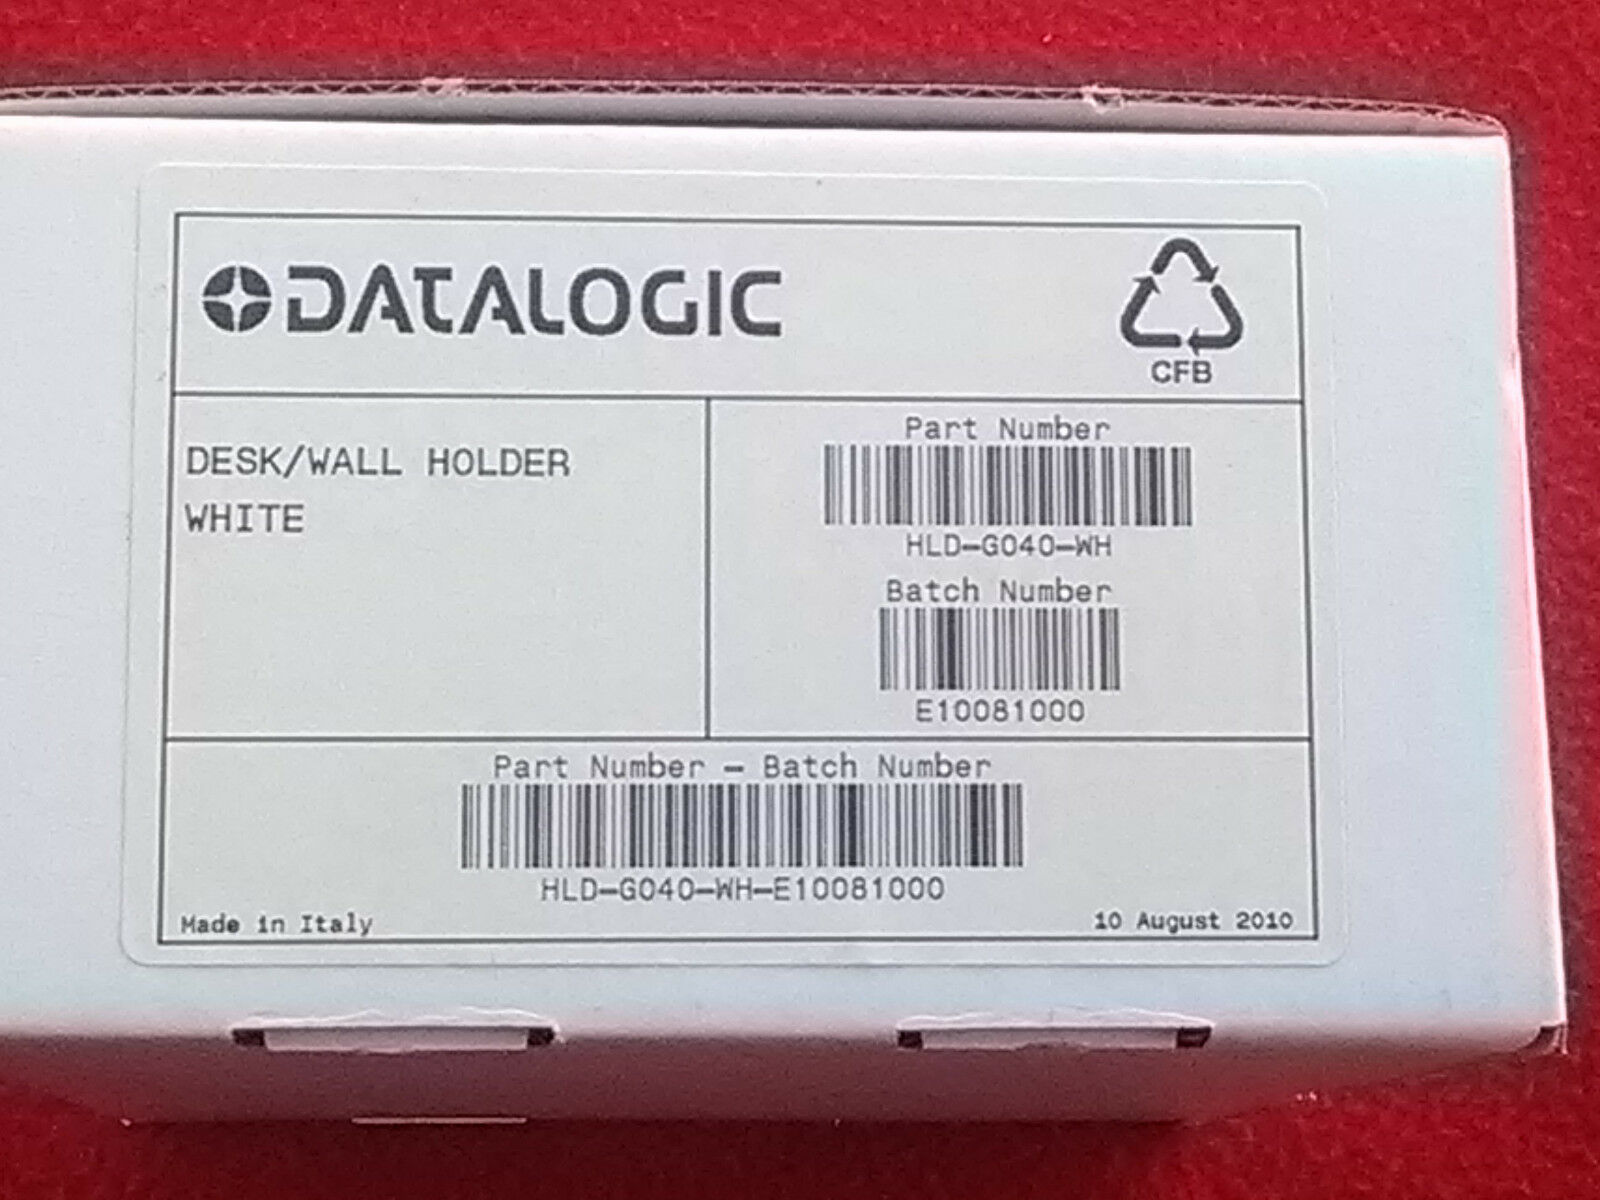 DATALOGIC
CFB
DESK/WALL HOLDER
WHITE
Part Number
HLD-G040-WH
Batch Number
E10081000
Part Number - Batch Number
HLD-G040-WH-E10081000
Made in Italy
10 August 2010